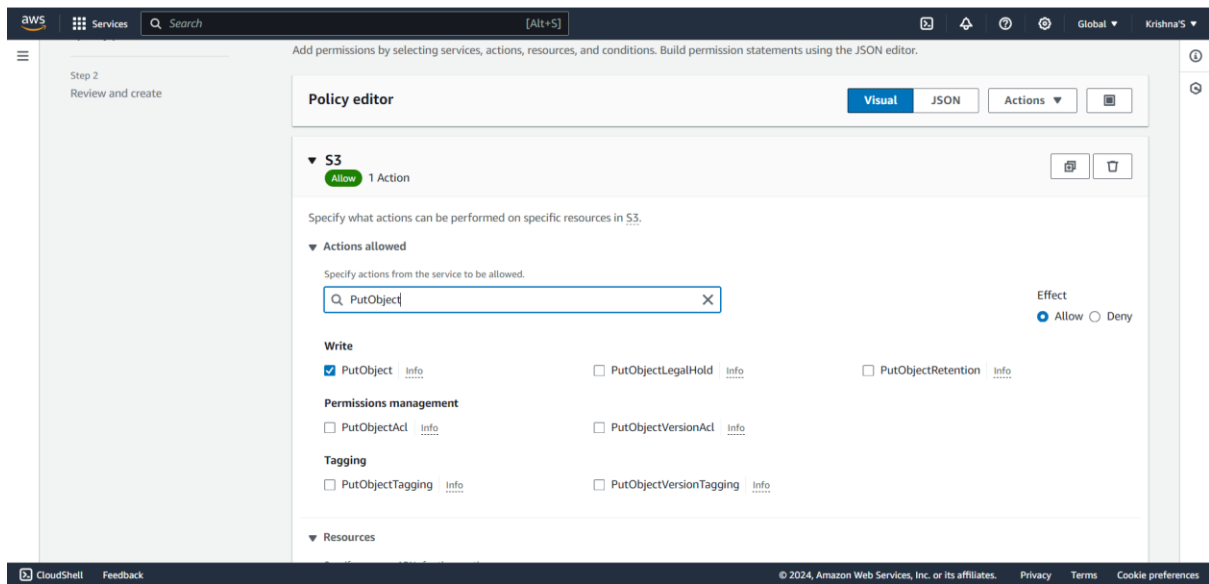 aws Services Search [Alt+S] Global Krishna'S
Add permissions by selecting services, actions, resources, and conditions. Build permission statements using the JSON editor.
Step 2
Review and create
Policy editor Visual JSON Actions
S3
Allow 1 Action
Specify what actions can be performed on specific resources in S3.
Actions allowed
Specify actions from the service to be allowed.
PutObject
Effect
Allow Deny
Write
PutObject Info PutObjectLegalHold Info PutObjectRetention Info
Permissions management
PutObjectAcl Info PutObjectVersionAcl Info
Tagging
PutObjectTagging Info PutObjectVersionTagging Info
Resources
CloudShell Feedback © 2024, Amazon Web Services, Inc. or its affiliates. Privacy Terms Cookie preferences